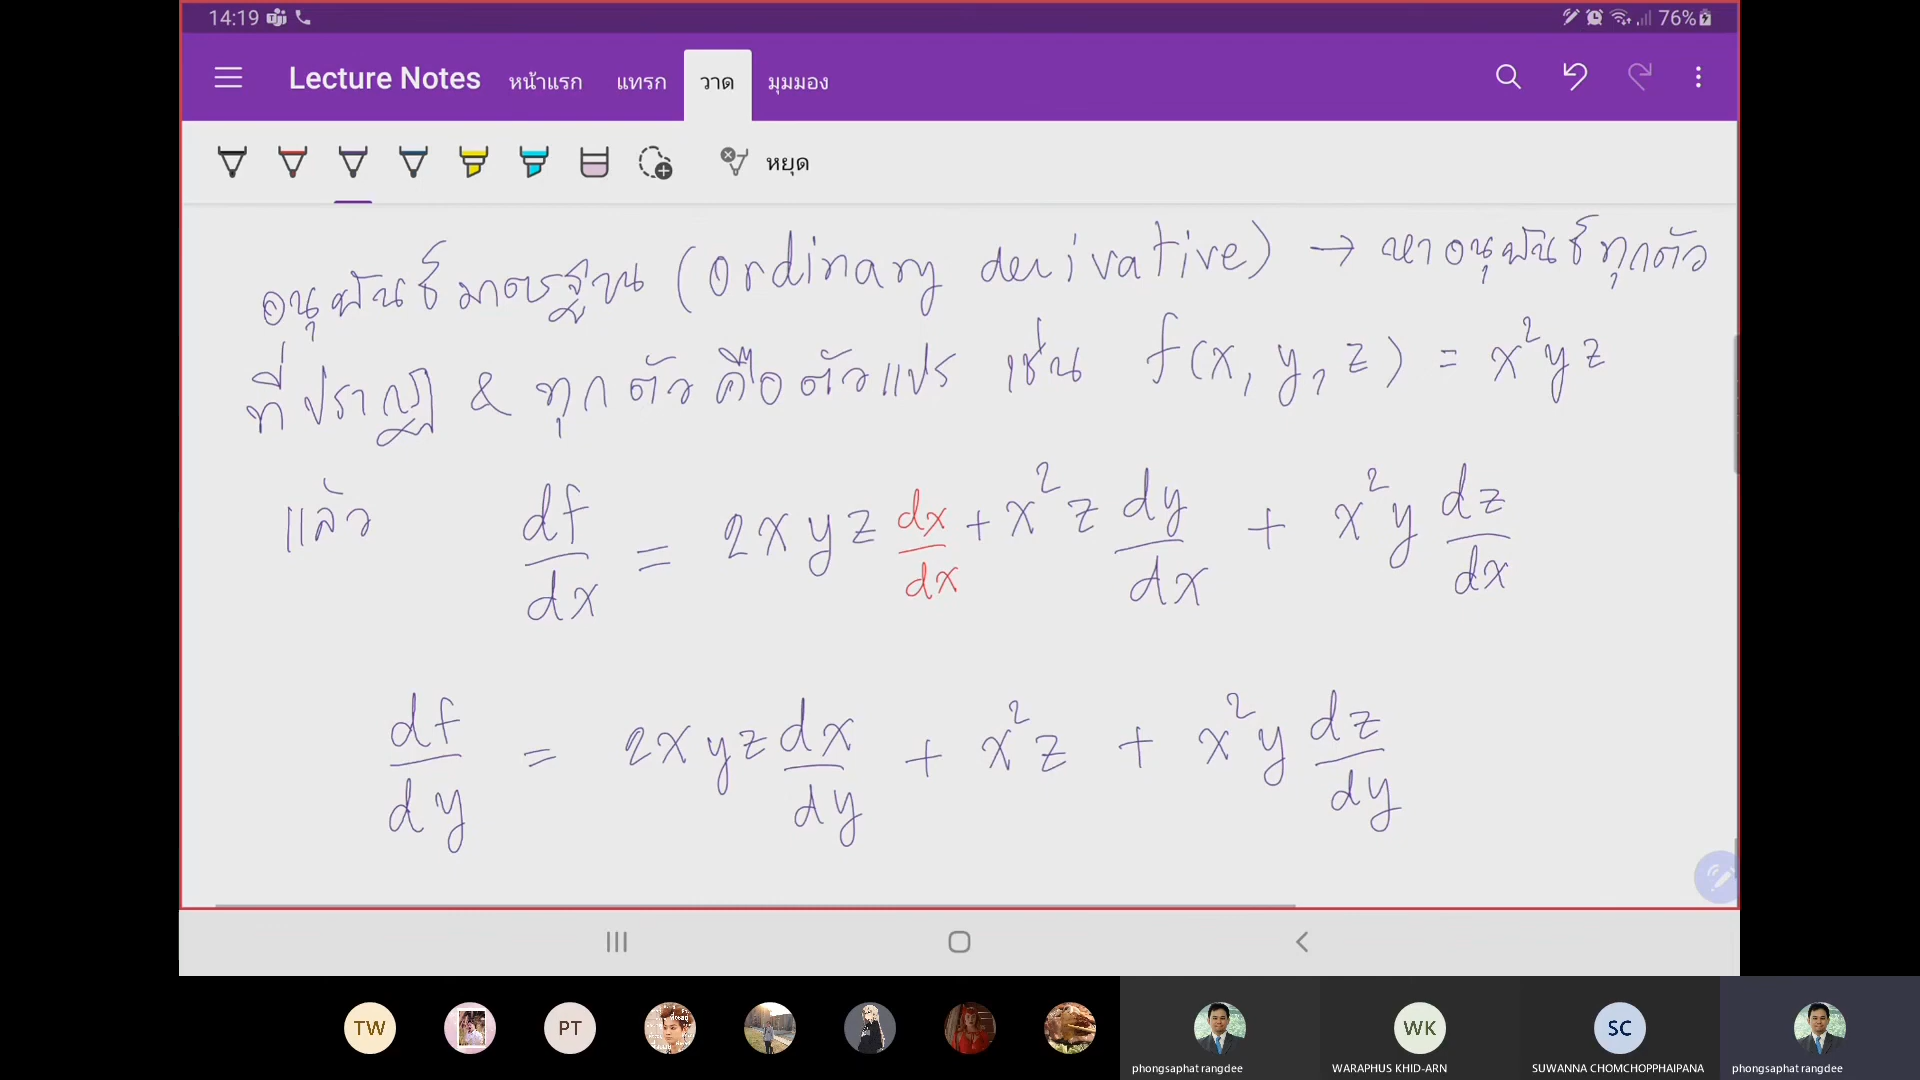 14:19 76%
Lecture Notes หน้าแรก แทรก วาด มุมมอง
หยุด
อนุพันธ์มาตรฐาน (ordinary derivative) → หาอนุพันธ์ทุกตัว
ที่ปรากฏ & ทุกตัวคือตัวแปร เช่น f(x, y, z) = x²yz
แล้ว df/dx = 2xyz dx/dx + x²z dy/dx + x²y dz/dx
df/dy = 2xyz dx/dy + x²z + x²y dz/dy
TW PT WK SC
phongsaphat rangdee WARAPHUS KHID-ARN SUWANNA CHOMCHOPPHAIPANA phongsaphat rangdee